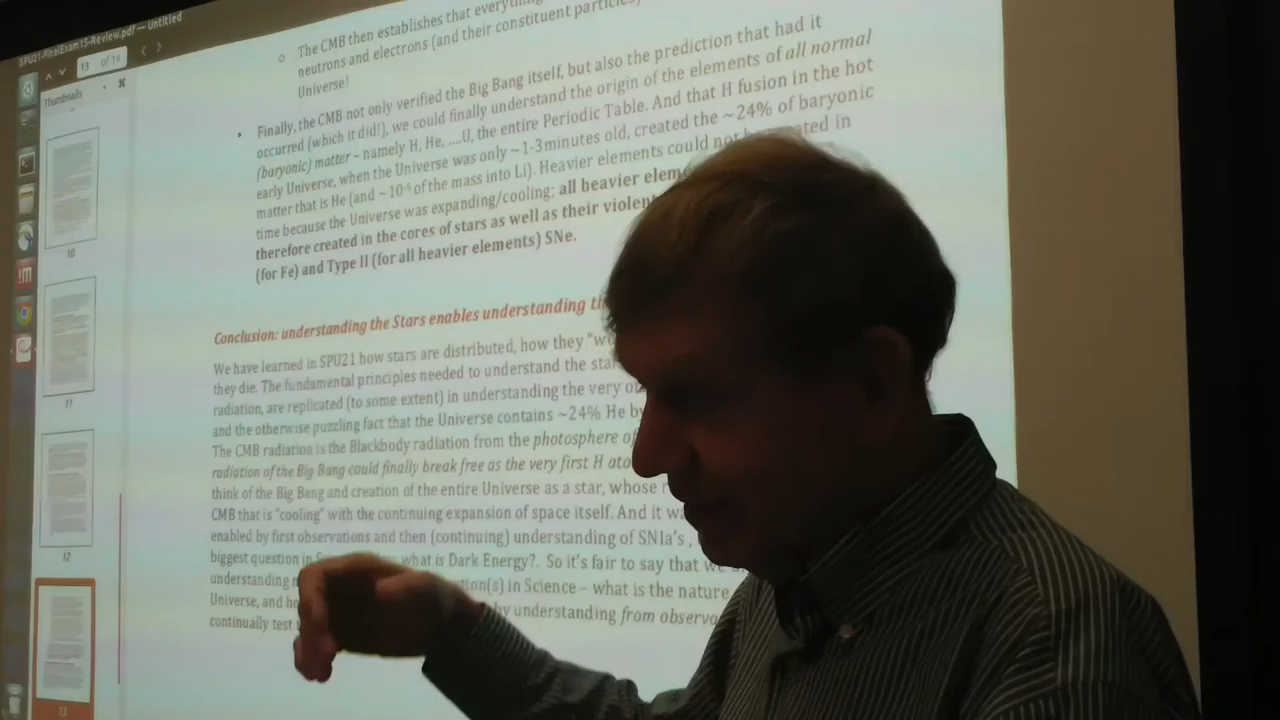 SPU21-FinalExam15-Review.pdf — Untitled
13 of 14
Thumbnails
10
11
12
13
The CMB then establishes that everything
neutrons and electrons (and their constituent particles)
Universe!
Finally, the CMB not only verified the Big Bang itself, but also the prediction that had it
occurred (which it did!), we could finally understand the origin of the elements of all normal
(baryonic) matter – namely H, He, ....U, the entire Periodic Table. And that H fusion in the hot
early Universe, when the Universe was only ~1-3minutes old, created the ~24% of baryonic
matter that is He (and ~10⁻⁵ of the mass into Li). Heavier elements could not be created in
time because the Universe was expanding/cooling; all heavier elem
therefore created in the cores of stars as well as their violent
(for Fe) and Type II (for all heavier elements) SNe.
Conclusion: understanding the Stars enables understanding th
We have learned in SPU21 how stars are distributed, how they "wo
they die. The fundamental principles needed to understand the sta
radiation, are replicated (to some extent) in understanding the very
and the otherwise puzzling fact that the Universe contains ~24% He by
The CMB radiation is the Blackbody radiation from the photosphere of
radiation of the Big Bang could finally break free as the very first H ato
think of the Big Bang and creation of the entire Universe as a star, whose
CMB that is "cooling" with the continuing expansion of space itself. And it wa
enabled by first observations and then (continuing) understanding of SNIa's ,
biggest question in what is Dark Energy?. So it's fair to say that we
understanding tion(s) in Science – what is the nature
Universe, and ho by understanding from observa
continually test